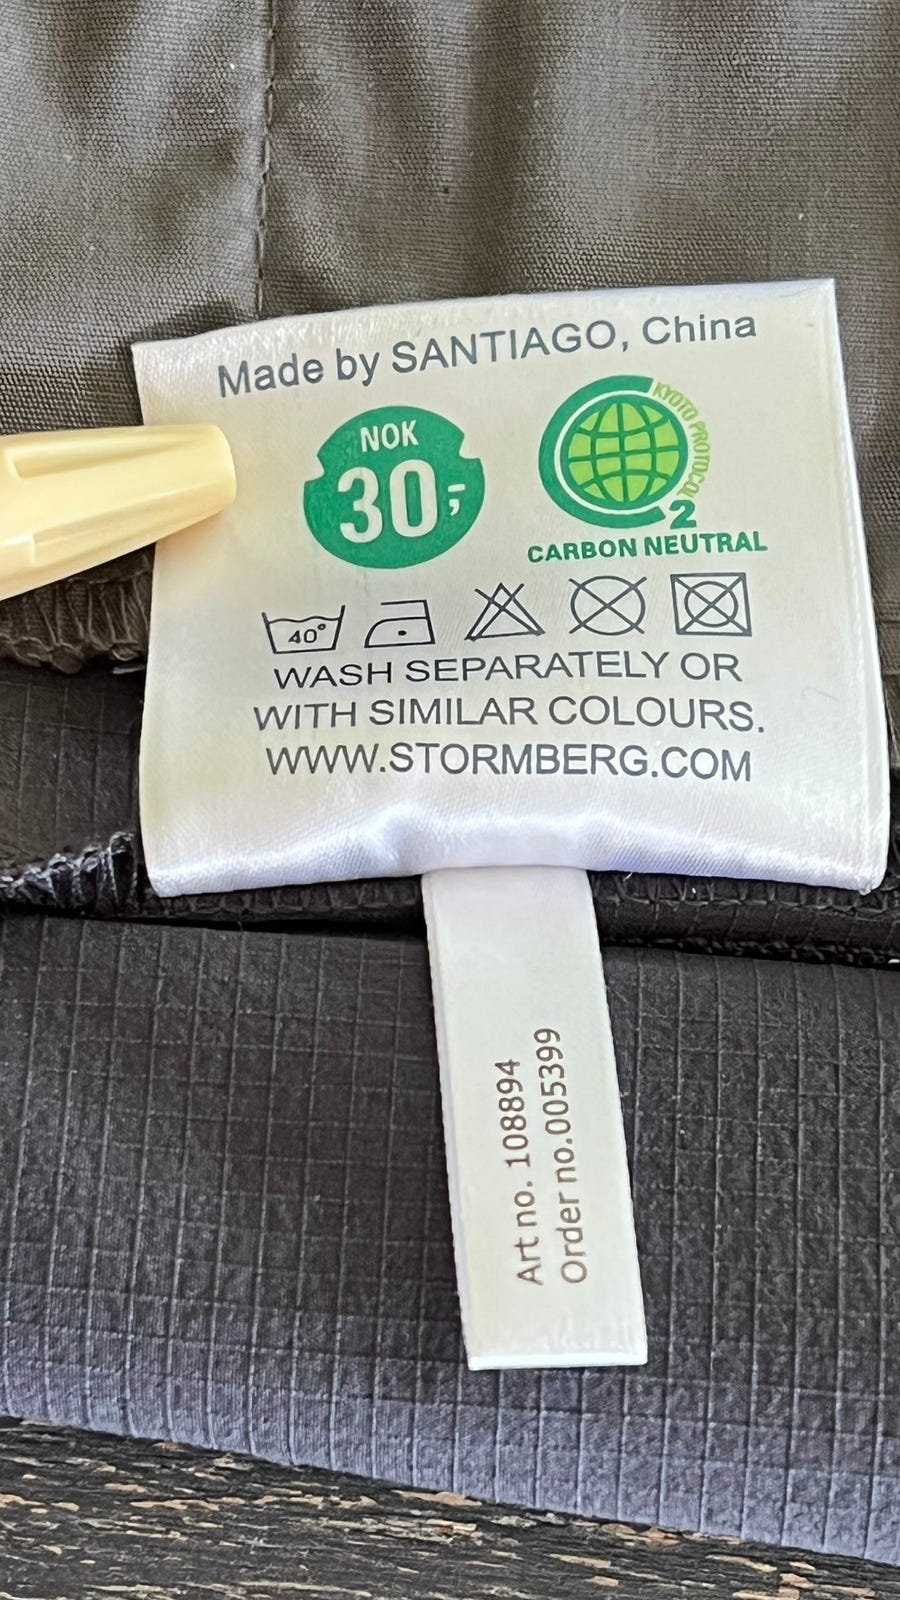 Made by SANTIAGO, China
NOK
30,-
KYOTO PROTOCOL
2
CARBON NEUTRAL
40°
WASH SEPARATELY OR
WITH SIMILAR COLOURS.
WWW.STORMBERG.COM
Art no. 108894
Order no.005399